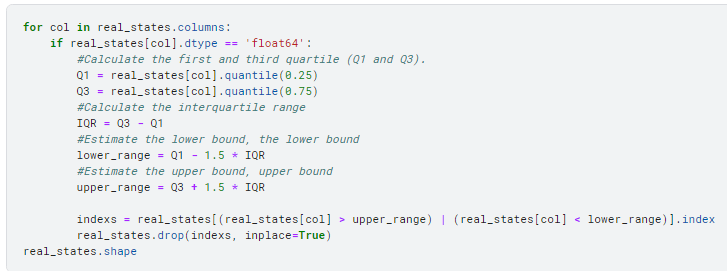 for col in real_states.columns:
    if real_states[col].dtype == 'float64':
        #Calculate the first and third quartile (Q1 and Q3).
        Q1 = real_states[col].quantile(0.25)
        Q3 = real_states[col].quantile(0.75)
        #Calculate the interquartile range
        IQR = Q3 - Q1
        #Estimate the lower bound, the lower bound
        lower_range = Q1 - 1.5 * IQR
        #Estimate the upper bound, upper bound
        upper_range = Q3 + 1.5 * IQR
        indexs = real_states[(real_states[col] > upper_range) | (real_states[col] < lower_range)].index
        real_states.drop(indexs, inplace=True)
real_states.shape